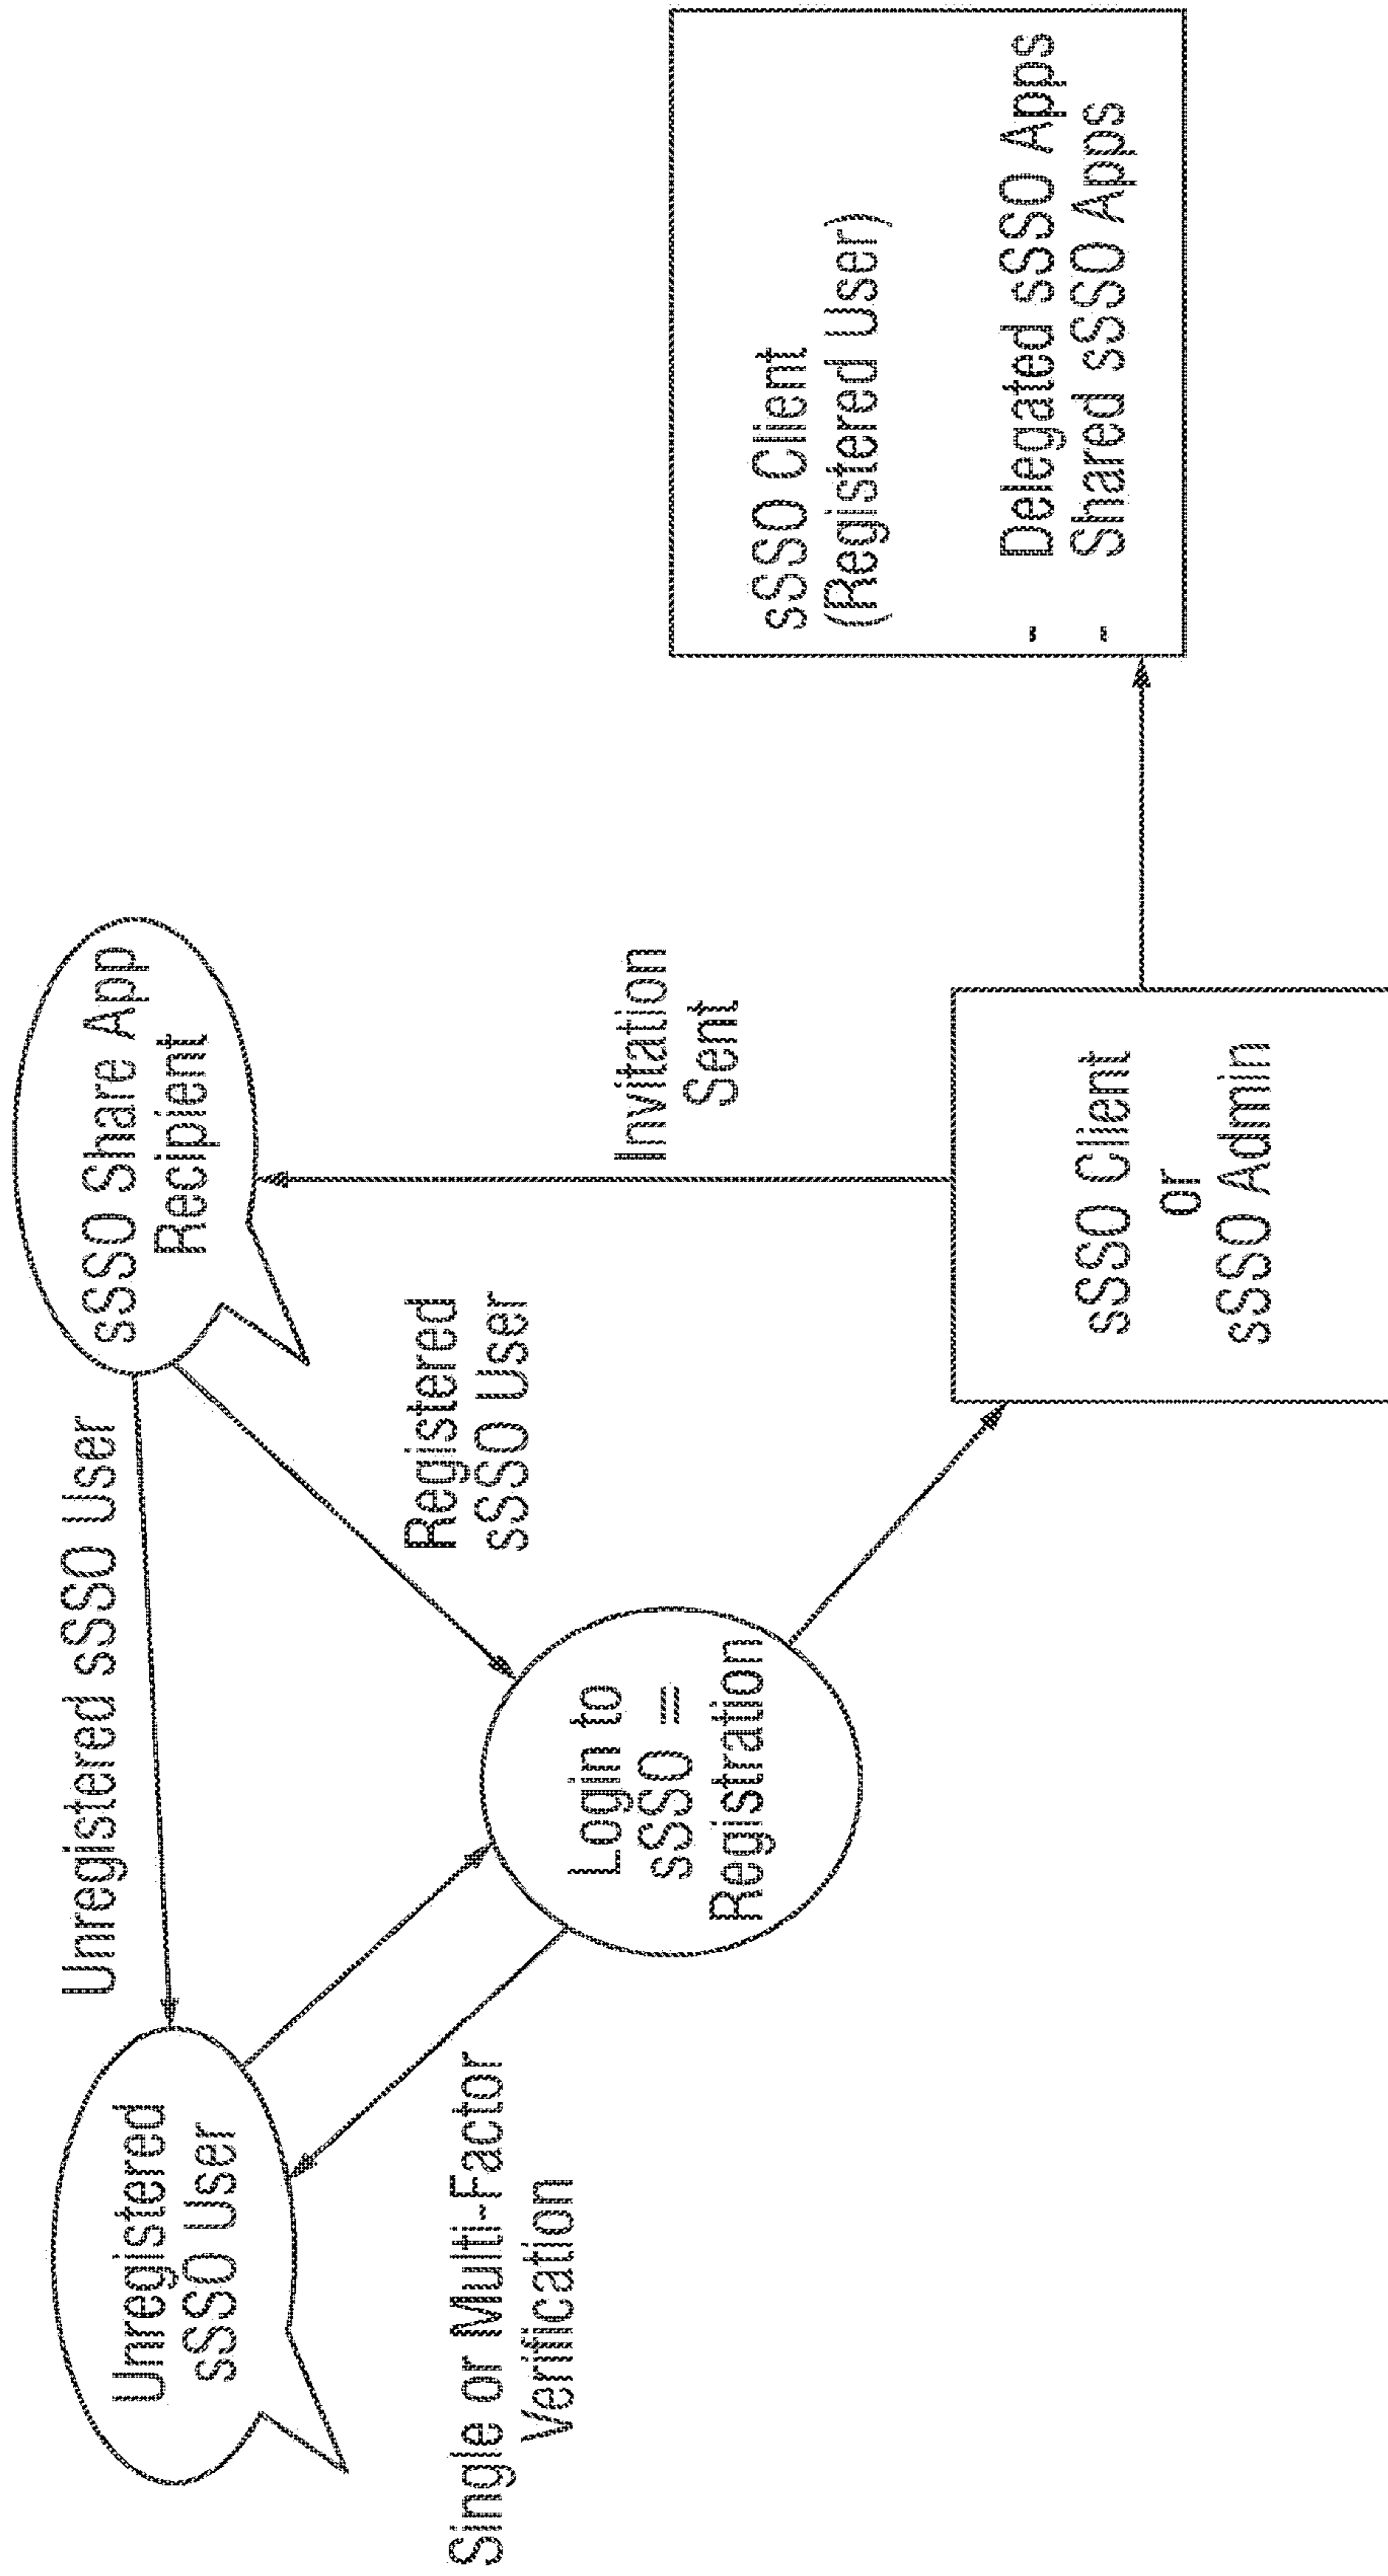 Unregistered sSSO User
sSSO Share App
Recipient
Unregistered
sSSO User
Registered
sSSO User
Single or Multi-Factor
Verification
Login to
sSSO =
Registration
Invitation
Sent
sSSO Client
(Registered User)
- Delegated sSSO Apps
- Shared sSSO Apps
sSSO Client
or
sSSO Admin